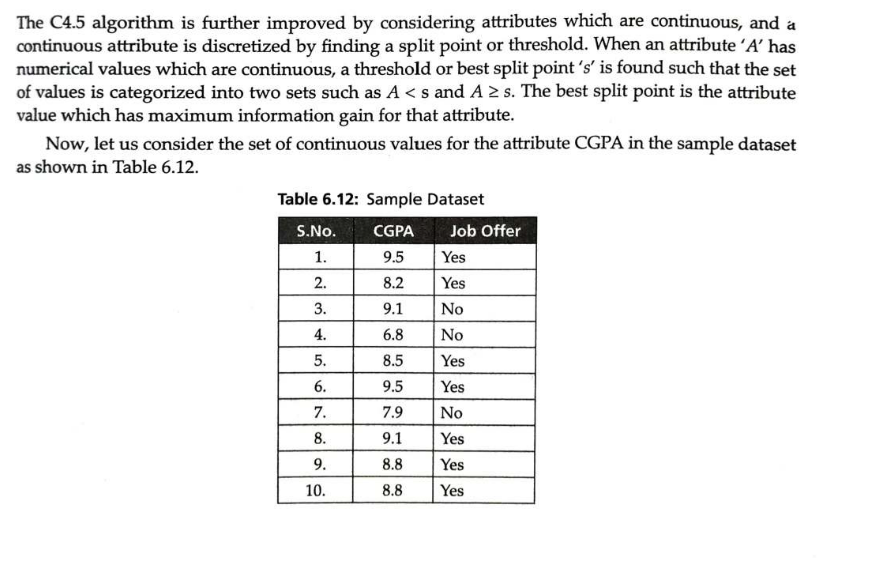 The C4.5 algorithm is further improved by considering attributes which are continuous, and a
continuous attribute is discretized by finding a split point or threshold. When an attribute ‘A’ has
numerical values which are continuous, a threshold or best split point ‘s’ is found such that the set
of values is categorized into two sets such as A < s and A ≥ s. The best split point is the attribute
value which has maximum information gain for that attribute.
Now, let us consider the set of continuous values for the attribute CGPA in the sample dataset
as shown in Table 6.12.
Table 6.12: Sample Dataset
S.No. CGPA Job Offer
1. 9.5 Yes
2. 8.2 Yes
3. 9.1 No
4. 6.8 No
5. 8.5 Yes
6. 9.5 Yes
7. 7.9 No
8. 9.1 Yes
9. 8.8 Yes
10. 8.8 Yes